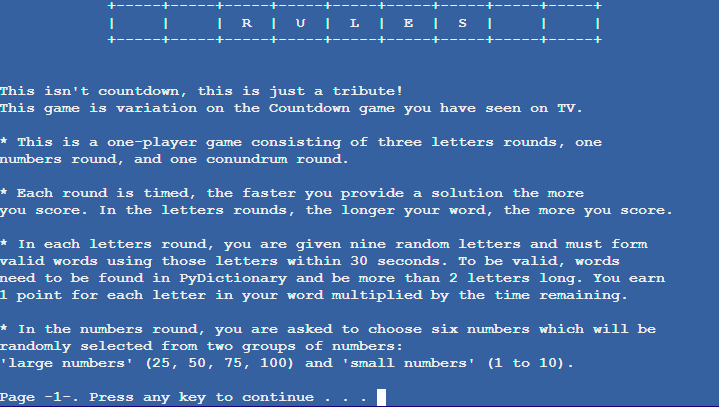 R U L E S
This isn't countdown, this is just a tribute!
This game is variation on the Countdown game you have seen on TV.
* This is a one-player game consisting of three letters rounds, one
numbers round, and one conundrum round.
* Each round is timed, the faster you provide a solution the more
you score. In the letters rounds, the longer your word, the more you score.
* In each letters round, you are given nine random letters and must form
valid words using those letters within 30 seconds. To be valid, words
need to be found in PyDictionary and be more than 2 letters long. You earn
1 point for each letter in your word multiplied by the time remaining.
* In the numbers round, you are asked to choose six numbers which will be
randomly selected from two groups of numbers:
'large numbers' (25, 50, 75, 100) and 'small numbers' (1 to 10).
Page -1-. Press any key to continue . . .